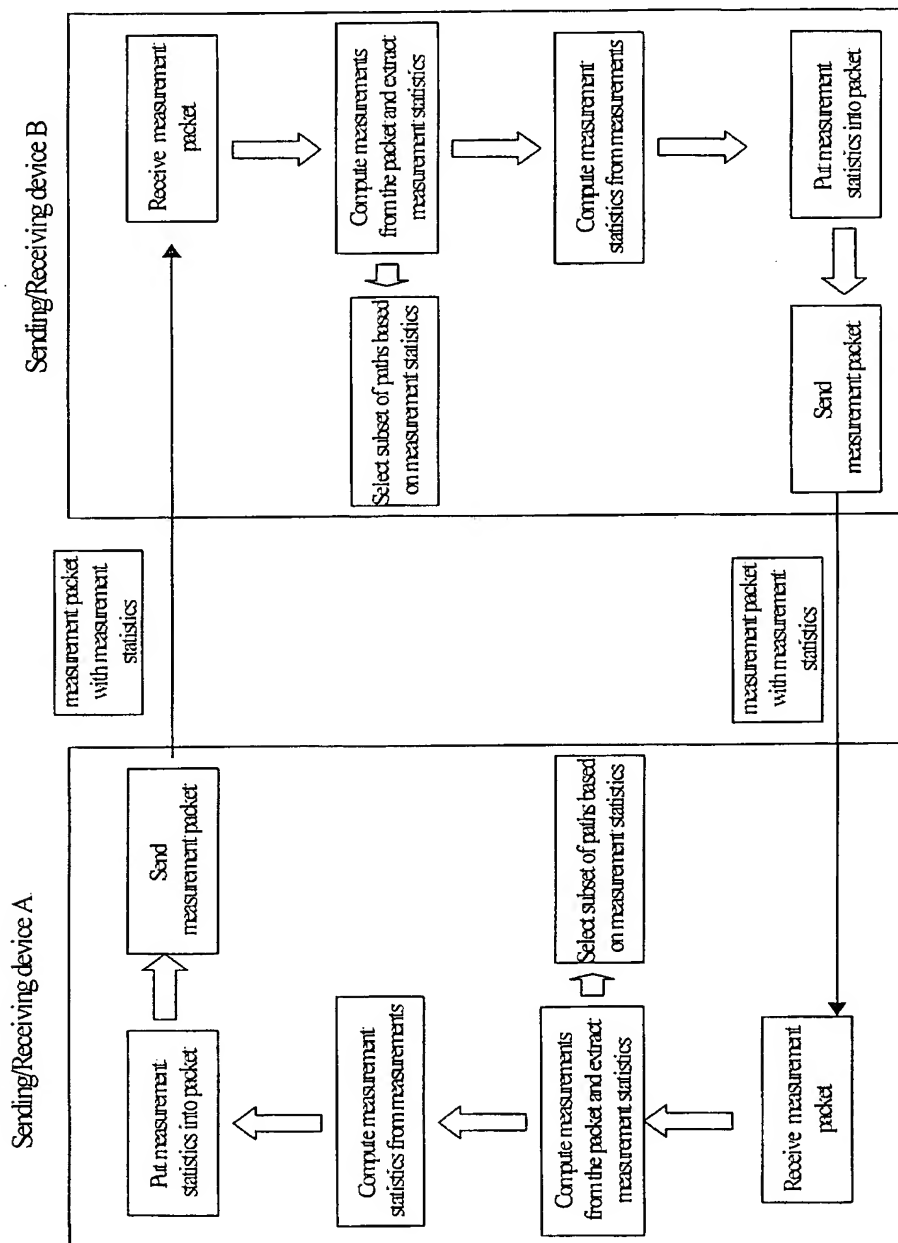 Sending/Receiving device A
Put measurement
statistics into packet
Send
measurement packet
Compute measurement
statistics from measurements
Compute measurements
from the packet and extract
measurement statistics
Select subset of paths based
on measurement statistics
Receive measurement
packet
measurement packet
with measurement
statistics
measurement packet
with measurement
statistics
Sending/Receiving device B
Receive measurement
packet
Compute measurements
from the packet and extract
measurement statistics
Select subset of paths based
on measurement statistics
Compute measurement
statistics from measurements
Put measurement
statistics into packet
Send
measurement packet